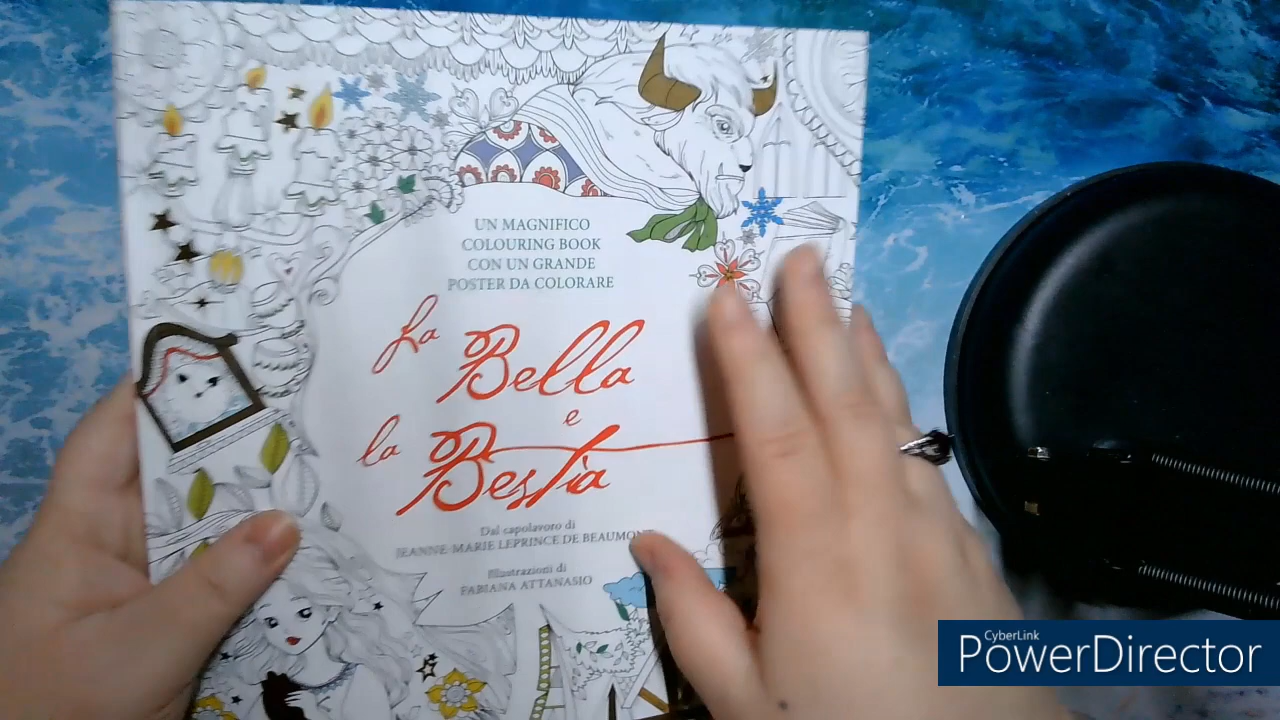 UN MAGNIFICO
COLOURING BOOK
CON UN GRANDE
POSTER DA COLORARE
La
Bella
e
la
Bestia
Dal capolavoro di
JEANNE-MARIE LEPRINCE DE BEAUMONT
Illustrazioni di
FABIANA ATTANASIO
CyberLink
PowerDirector